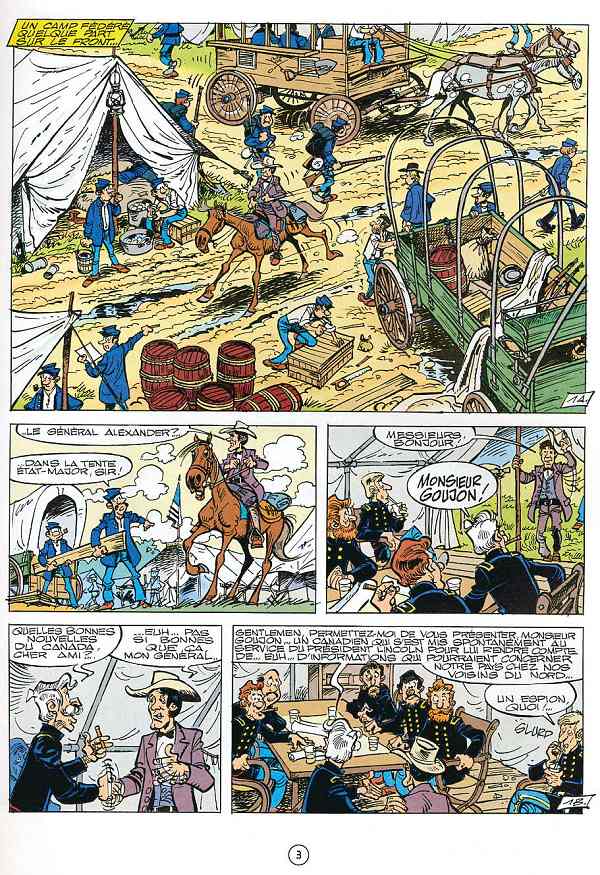 UN CAMP FÉDÉRÉ
QUELQUE PART
SUR LE FRONT...
1A.
...LE GÉNÉRAL ALEXANDER?...
...DANS LA TENTE
ÉTAT-MAJOR, SIR!
MESSIEURS,
BONJOUR!
MONSIEUR
GOUJON!
QUELLES BONNES
NOUVELLES
DU CANADA,
CHER AMI?...
...EUH... PAS
SI BONNES
QUE ÇA,
MON GÉNÉRAL.
GENTLEMEN, PERMETTEZ-MOI DE VOUS PRÉSENTER, MONSIEUR
GOUJON... UN CANADIEN QUI S'EST MIS SPONTANÉMENT AU
SERVICE DU PRÉSIDENT LINCOLN POUR LUI RENDRE COMPTE
DE... EUH... D'INFORMATIONS QUI POURRAIENT CONCERNER
NOTRE PAYS CHEZ NOS
VOISINS DU NORD...
UN ESPION,
QUOI!...
GLURP
1B.
3